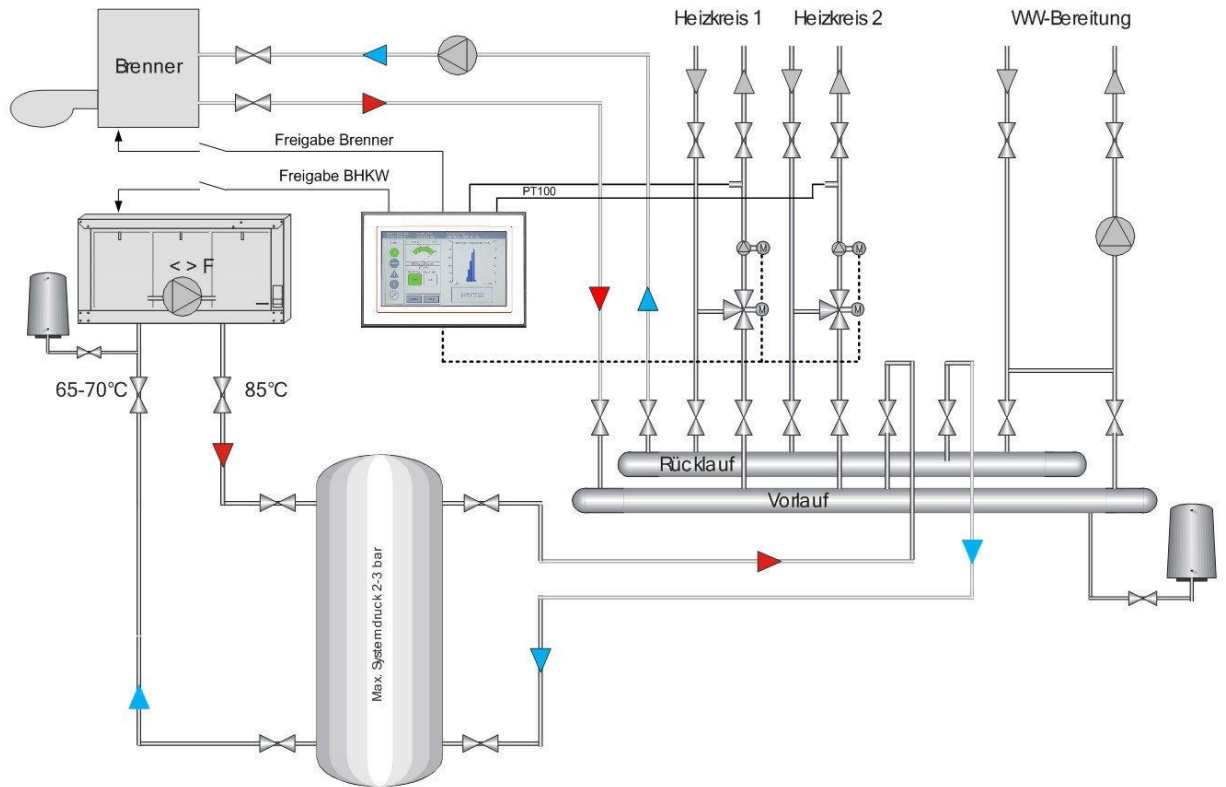 Heizkreis 1
Heizkreis 2
WW-Bereitung
Brenner
Freigabe Brenner
Freigabe BHKW
PT100
< > F
M
M
M
M
65-70°C
85°C
Rücklauf
Vorlauf
Max. Systemdruck 2-3 bar